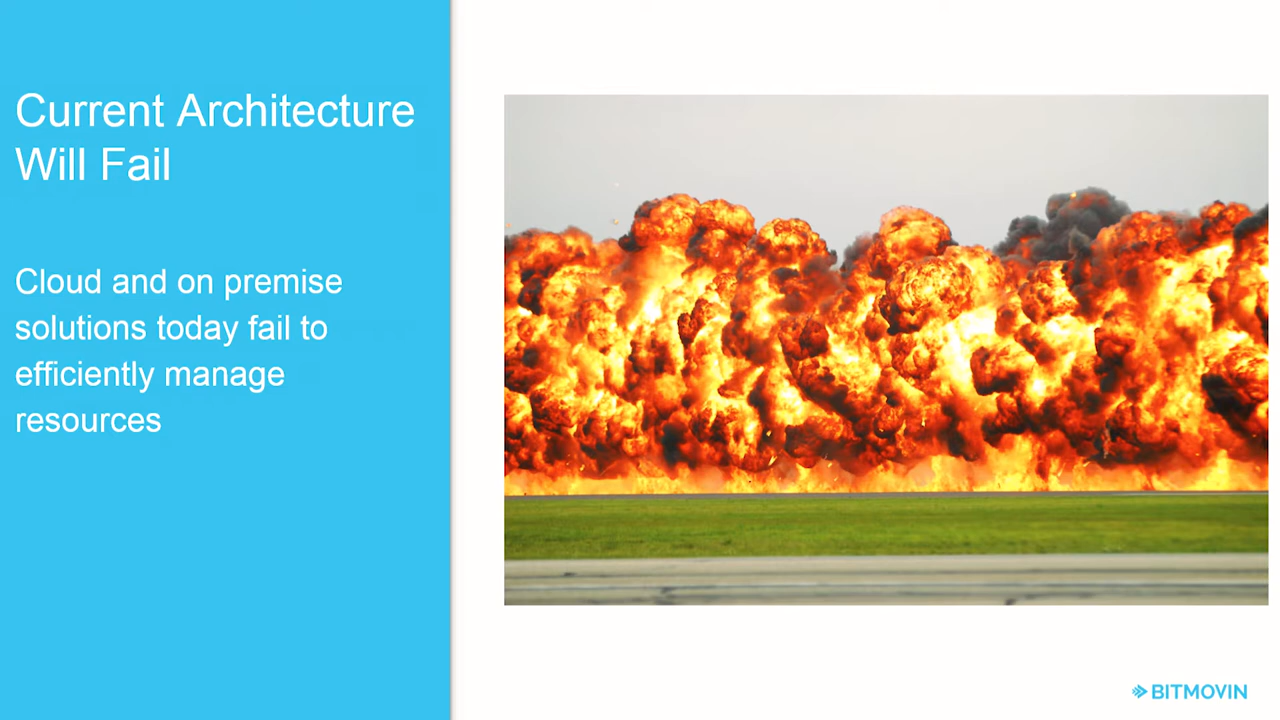 Current Architecture
Will Fail
Cloud and on premise
solutions today fail to
efficiently manage
resources
BITMOVIN